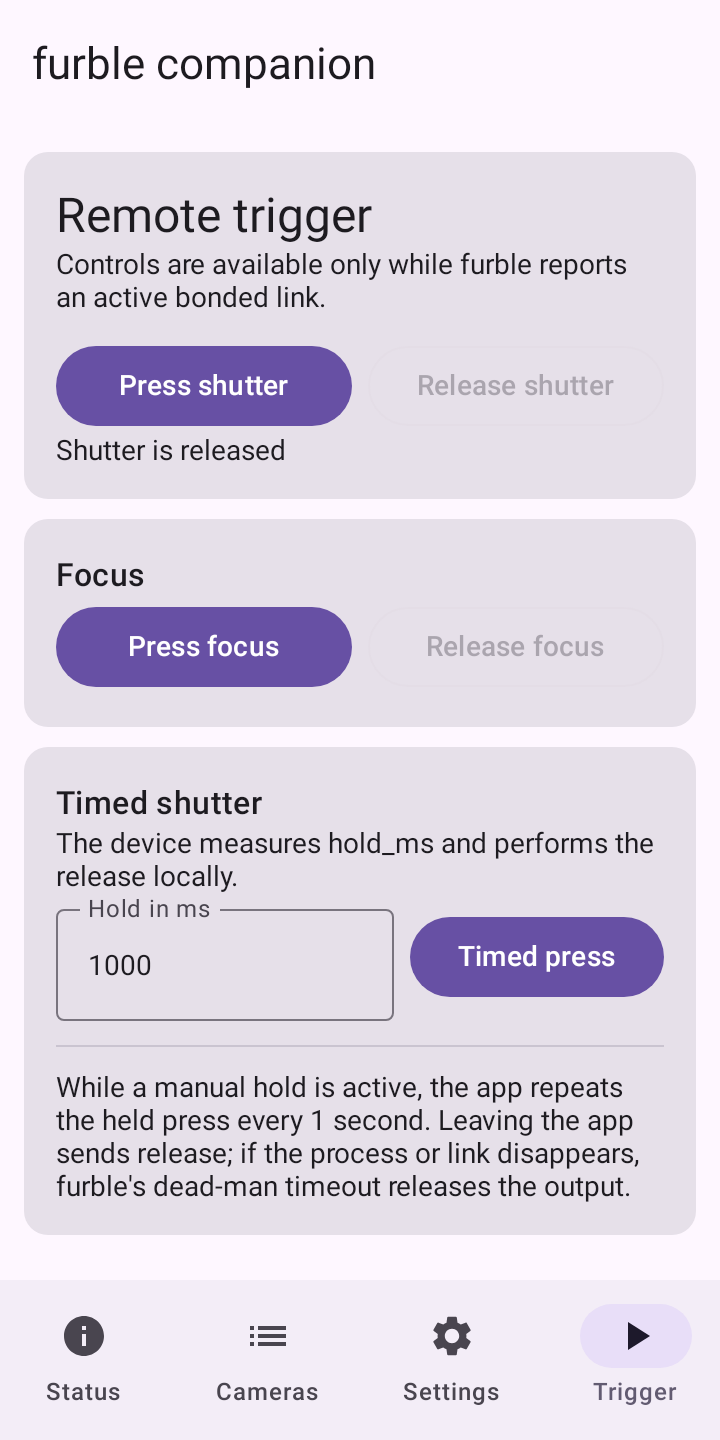 furble companion
Remote trigger
Controls are available only while furble reports
an active bonded link.
Press shutter
Release shutter
Shutter is released
Focus
Press focus
Release focus
Timed shutter
The device measures hold_ms and performs the
release locally.
Hold in ms
1000
Timed press
While a manual hold is active, the app repeats
the held press every 1 second. Leaving the app
sends release; if the process or link disappears,
furble's dead-man timeout releases the output.
Status
Cameras
Settings
Trigger